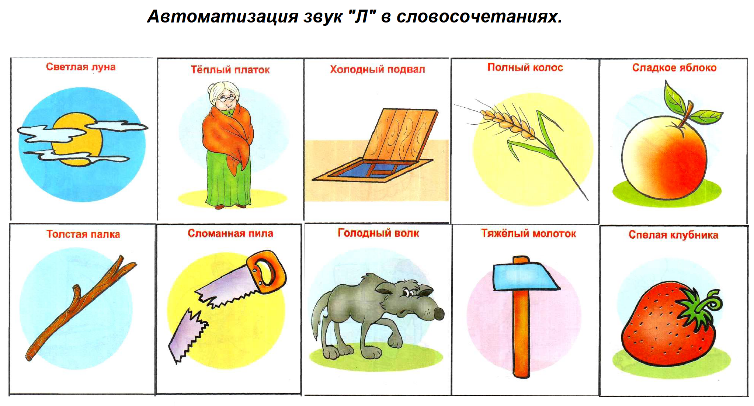 Автоматизация звук "Л" в словосочетаниях.
Светлая луна
Тёплый платок
Холодный подвал
Полный колос
Сладкое яблоко
Толстая палка
Сломанная пила
Голодный волк
Тяжёлый молоток
Спелая клубника